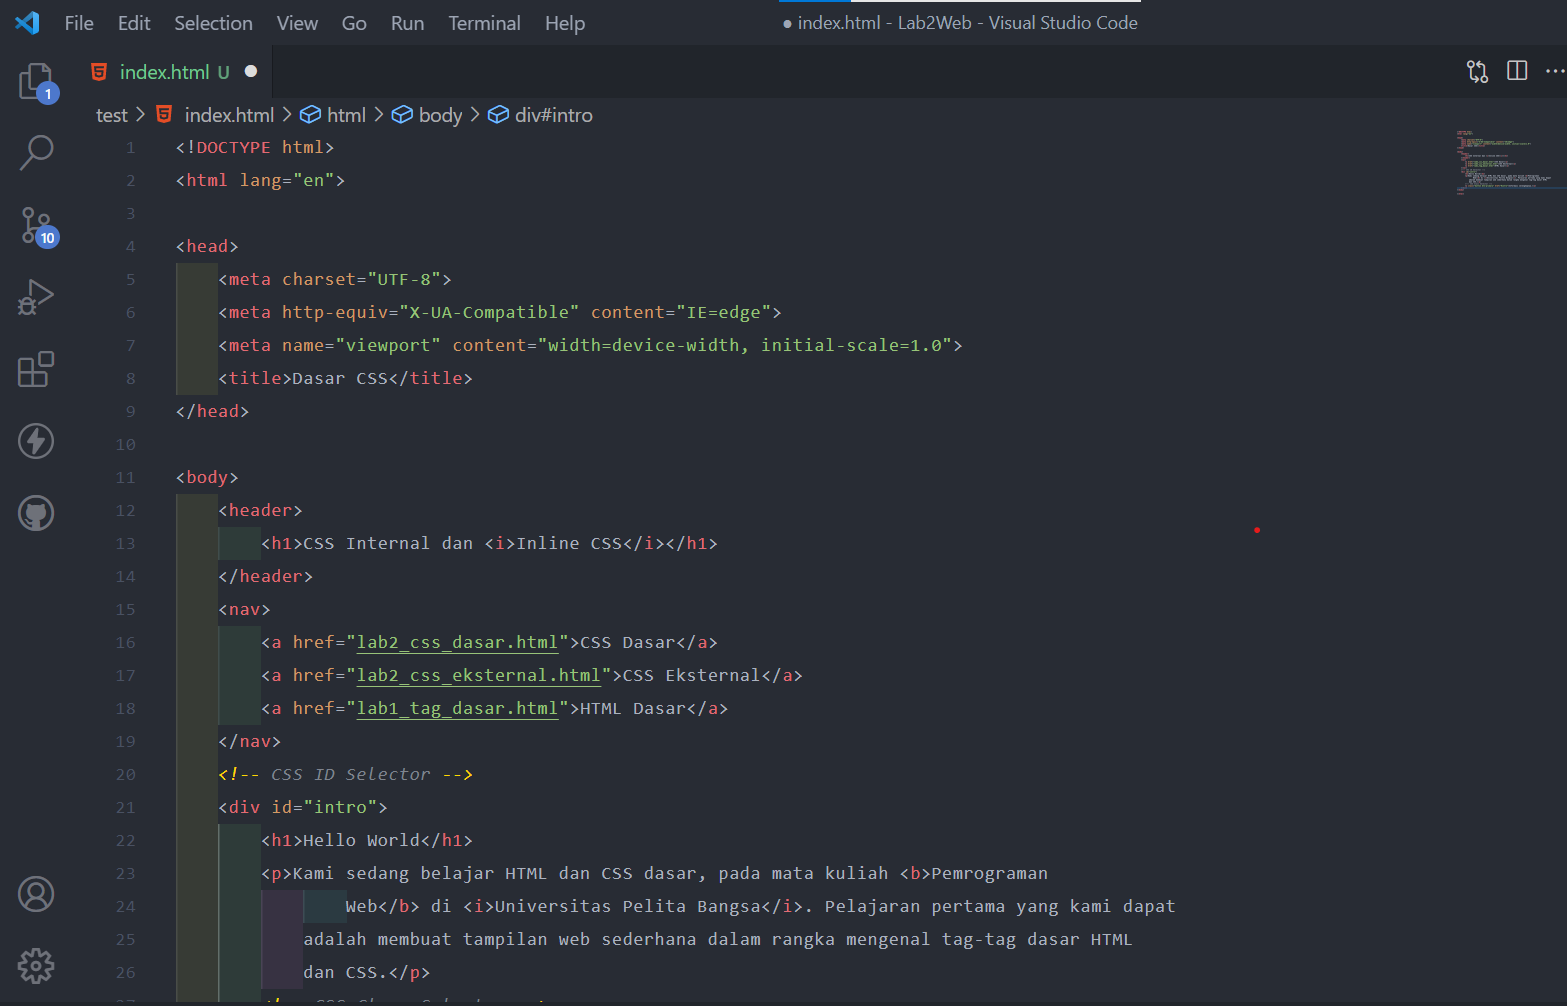 File Edit Selection View Go Run Terminal Help ● index.html - Lab2Web - Visual Studio Code
index.html U ●
test > index.html > html > body > div#intro
1 <!DOCTYPE html>
2 <html lang="en">
3
4 <head>
5 <meta charset="UTF-8">
6 <meta http-equiv="X-UA-Compatible" content="IE=edge">
7 <meta name="viewport" content="width=device-width, initial-scale=1.0">
8 <title>Dasar CSS</title>
9 </head>
10
11 <body>
12 <header>
13 <h1>CSS Internal dan <i>Inline CSS</i></h1>
14 </header>
15 <nav>
16 <a href="lab2_css_dasar.html">CSS Dasar</a>
17 <a href="lab2_css_eksternal.html">CSS Eksternal</a>
18 <a href="lab1_tag_dasar.html">HTML Dasar</a>
19 </nav>
20 <!-- CSS ID Selector -->
21 <div id="intro">
22 <h1>Hello World</h1>
23 <p>Kami sedang belajar HTML dan CSS dasar, pada mata kuliah <b>Pemrograman
24 Web</b> di <i>Universitas Pelita Bangsa</i>. Pelajaran pertama yang kami dapat
25 adalah membuat tampilan web sederhana dalam rangka mengenal tag-tag dasar HTML
26 dan CSS.</p>
1
10